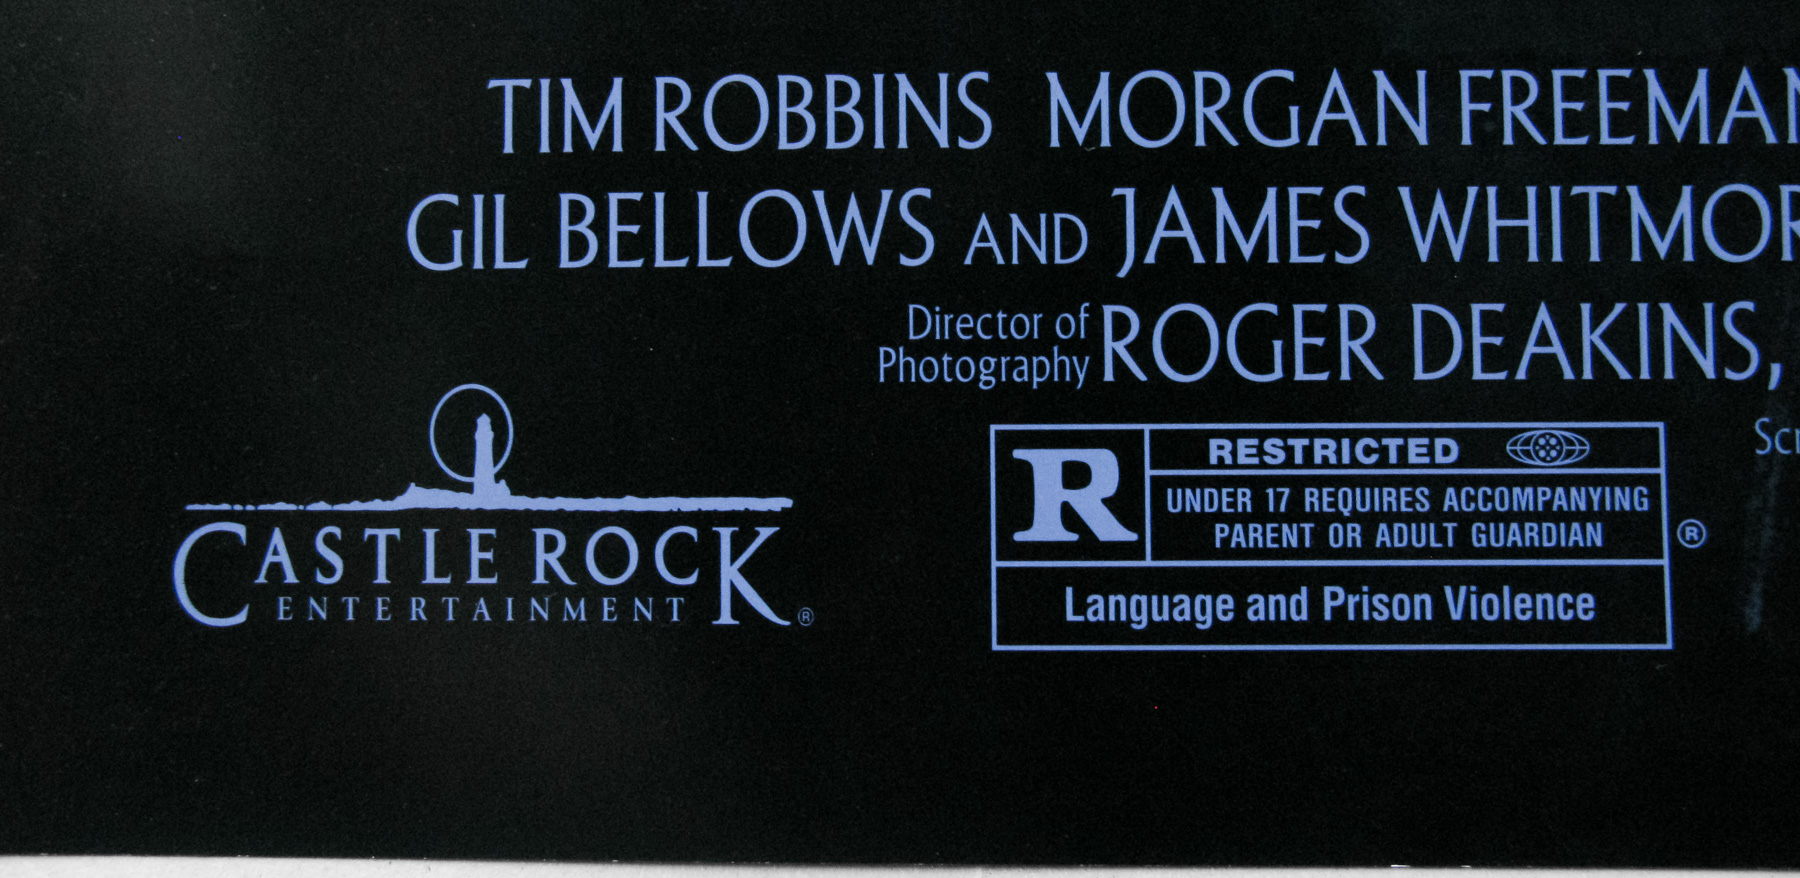 TIM ROBBINS MORGAN FREEMAN
GIL BELLOWS AND JAMES WHITMOR
Director of
Photography ROGER DEAKINS,
Scr
CASTLE ROCK
ENTERTAINMENT ®
R
RESTRICTED
UNDER 17 REQUIRES ACCOMPANYING
PARENT OR ADULT GUARDIAN
®
Language and Prison Violence